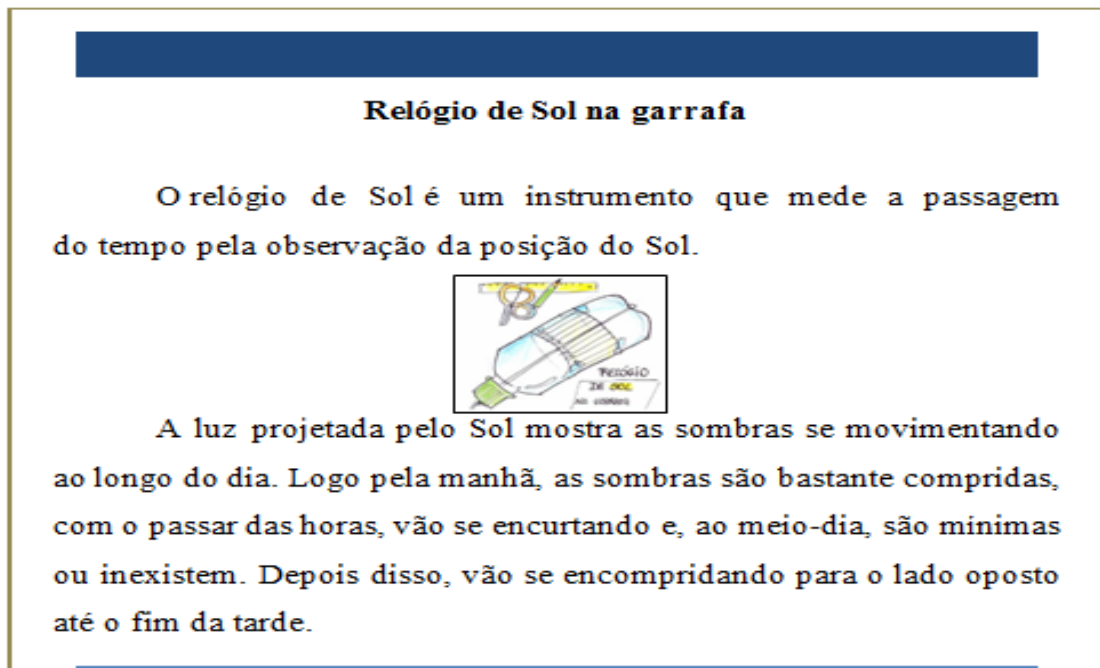 Relógio de Sol na garrafa
O relógio de Sol é um instrumento que mede a passagem
do tempo pela observação da posição do Sol.
RELÓGIO
DE SOL
A luz projetada pelo Sol mostra as sombras se movimentando
ao longo do dia. Logo pela manhã, as sombras são bastante compridas,
com o passar das horas, vão se encurtando e, ao meio-dia, são mínimas
ou inexistem. Depois disso, vão se encompridando para o lado oposto
até o fim da tarde.